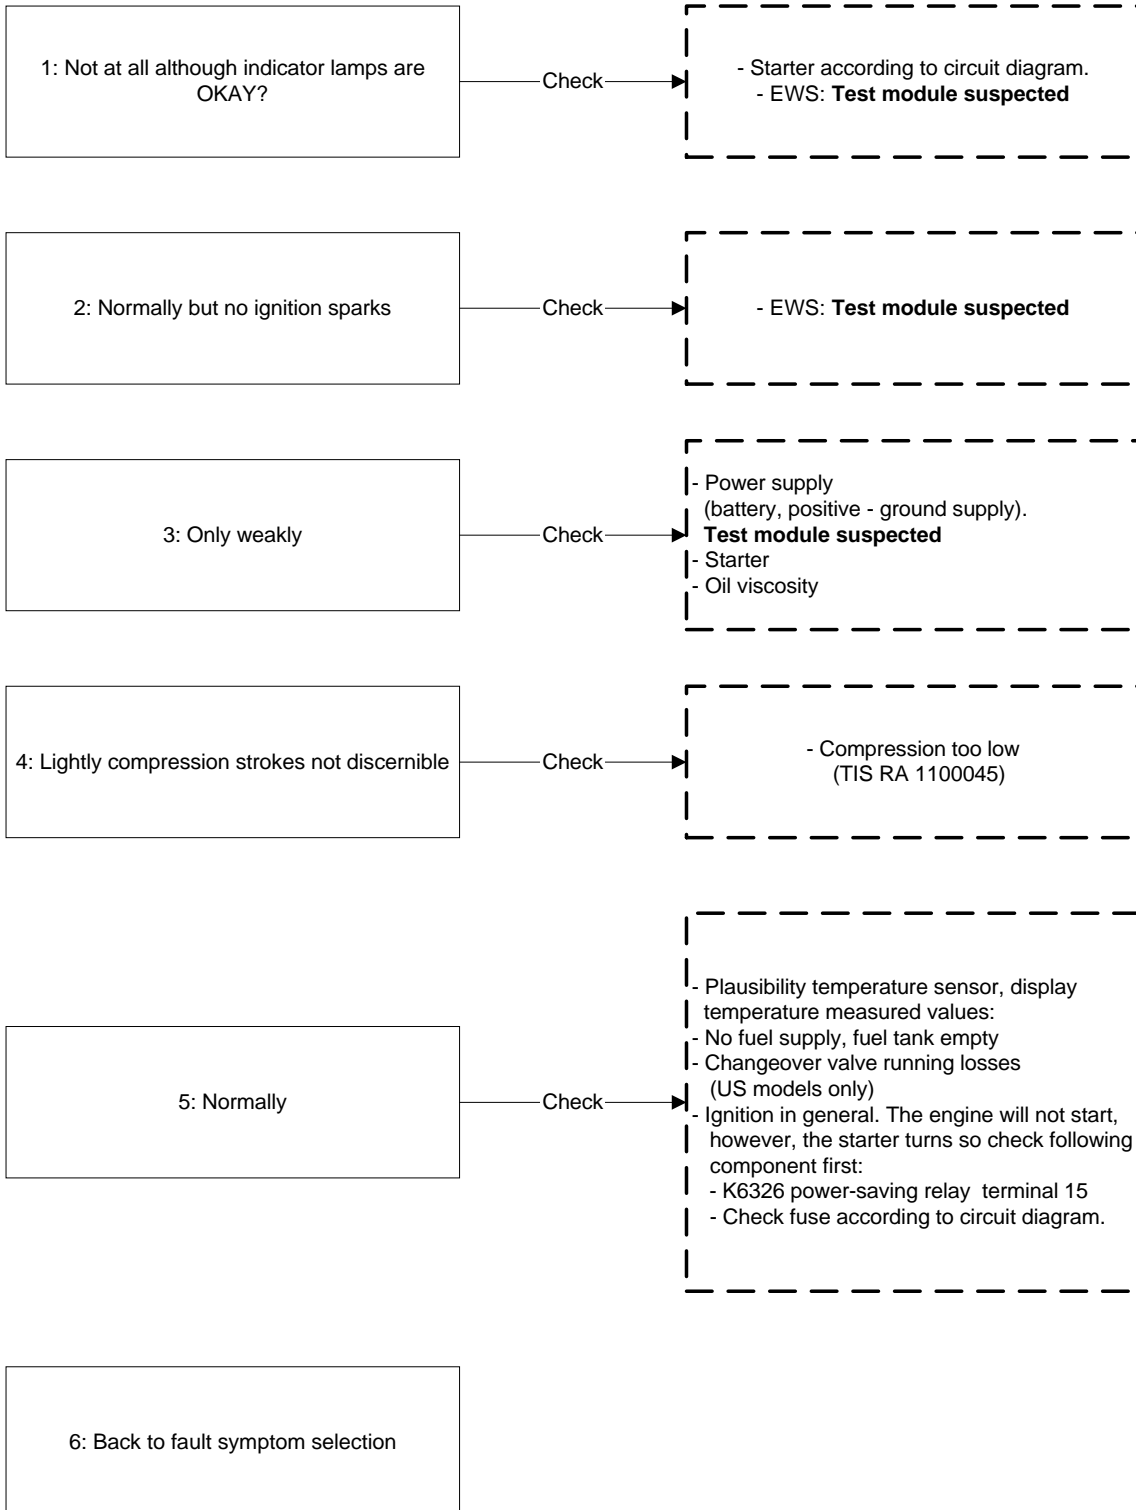 1: Not at all although indicator lamps are
OKAY?
Check
- Starter according to circuit diagram.
- EWS: Test module suspected
2: Normally but no ignition sparks
Check
- EWS: Test module suspected
3: Only weakly
Check
- Power supply
(battery, positive - ground supply).
Test module suspected
- Starter
- Oil viscosity
4: Lightly compression strokes not discernible
Check
- Compression too low
(TIS RA 1100045)
5: Normally
Check
- Plausibility temperature sensor, display
temperature measured values:
- No fuel supply, fuel tank empty
- Changeover valve running losses
(US models only)
- Ignition in general. The engine will not start,
however, the starter turns so check following
component first:
- K6326 power-saving relay  terminal 15
- Check fuse according to circuit diagram.
6: Back to fault symptom selection